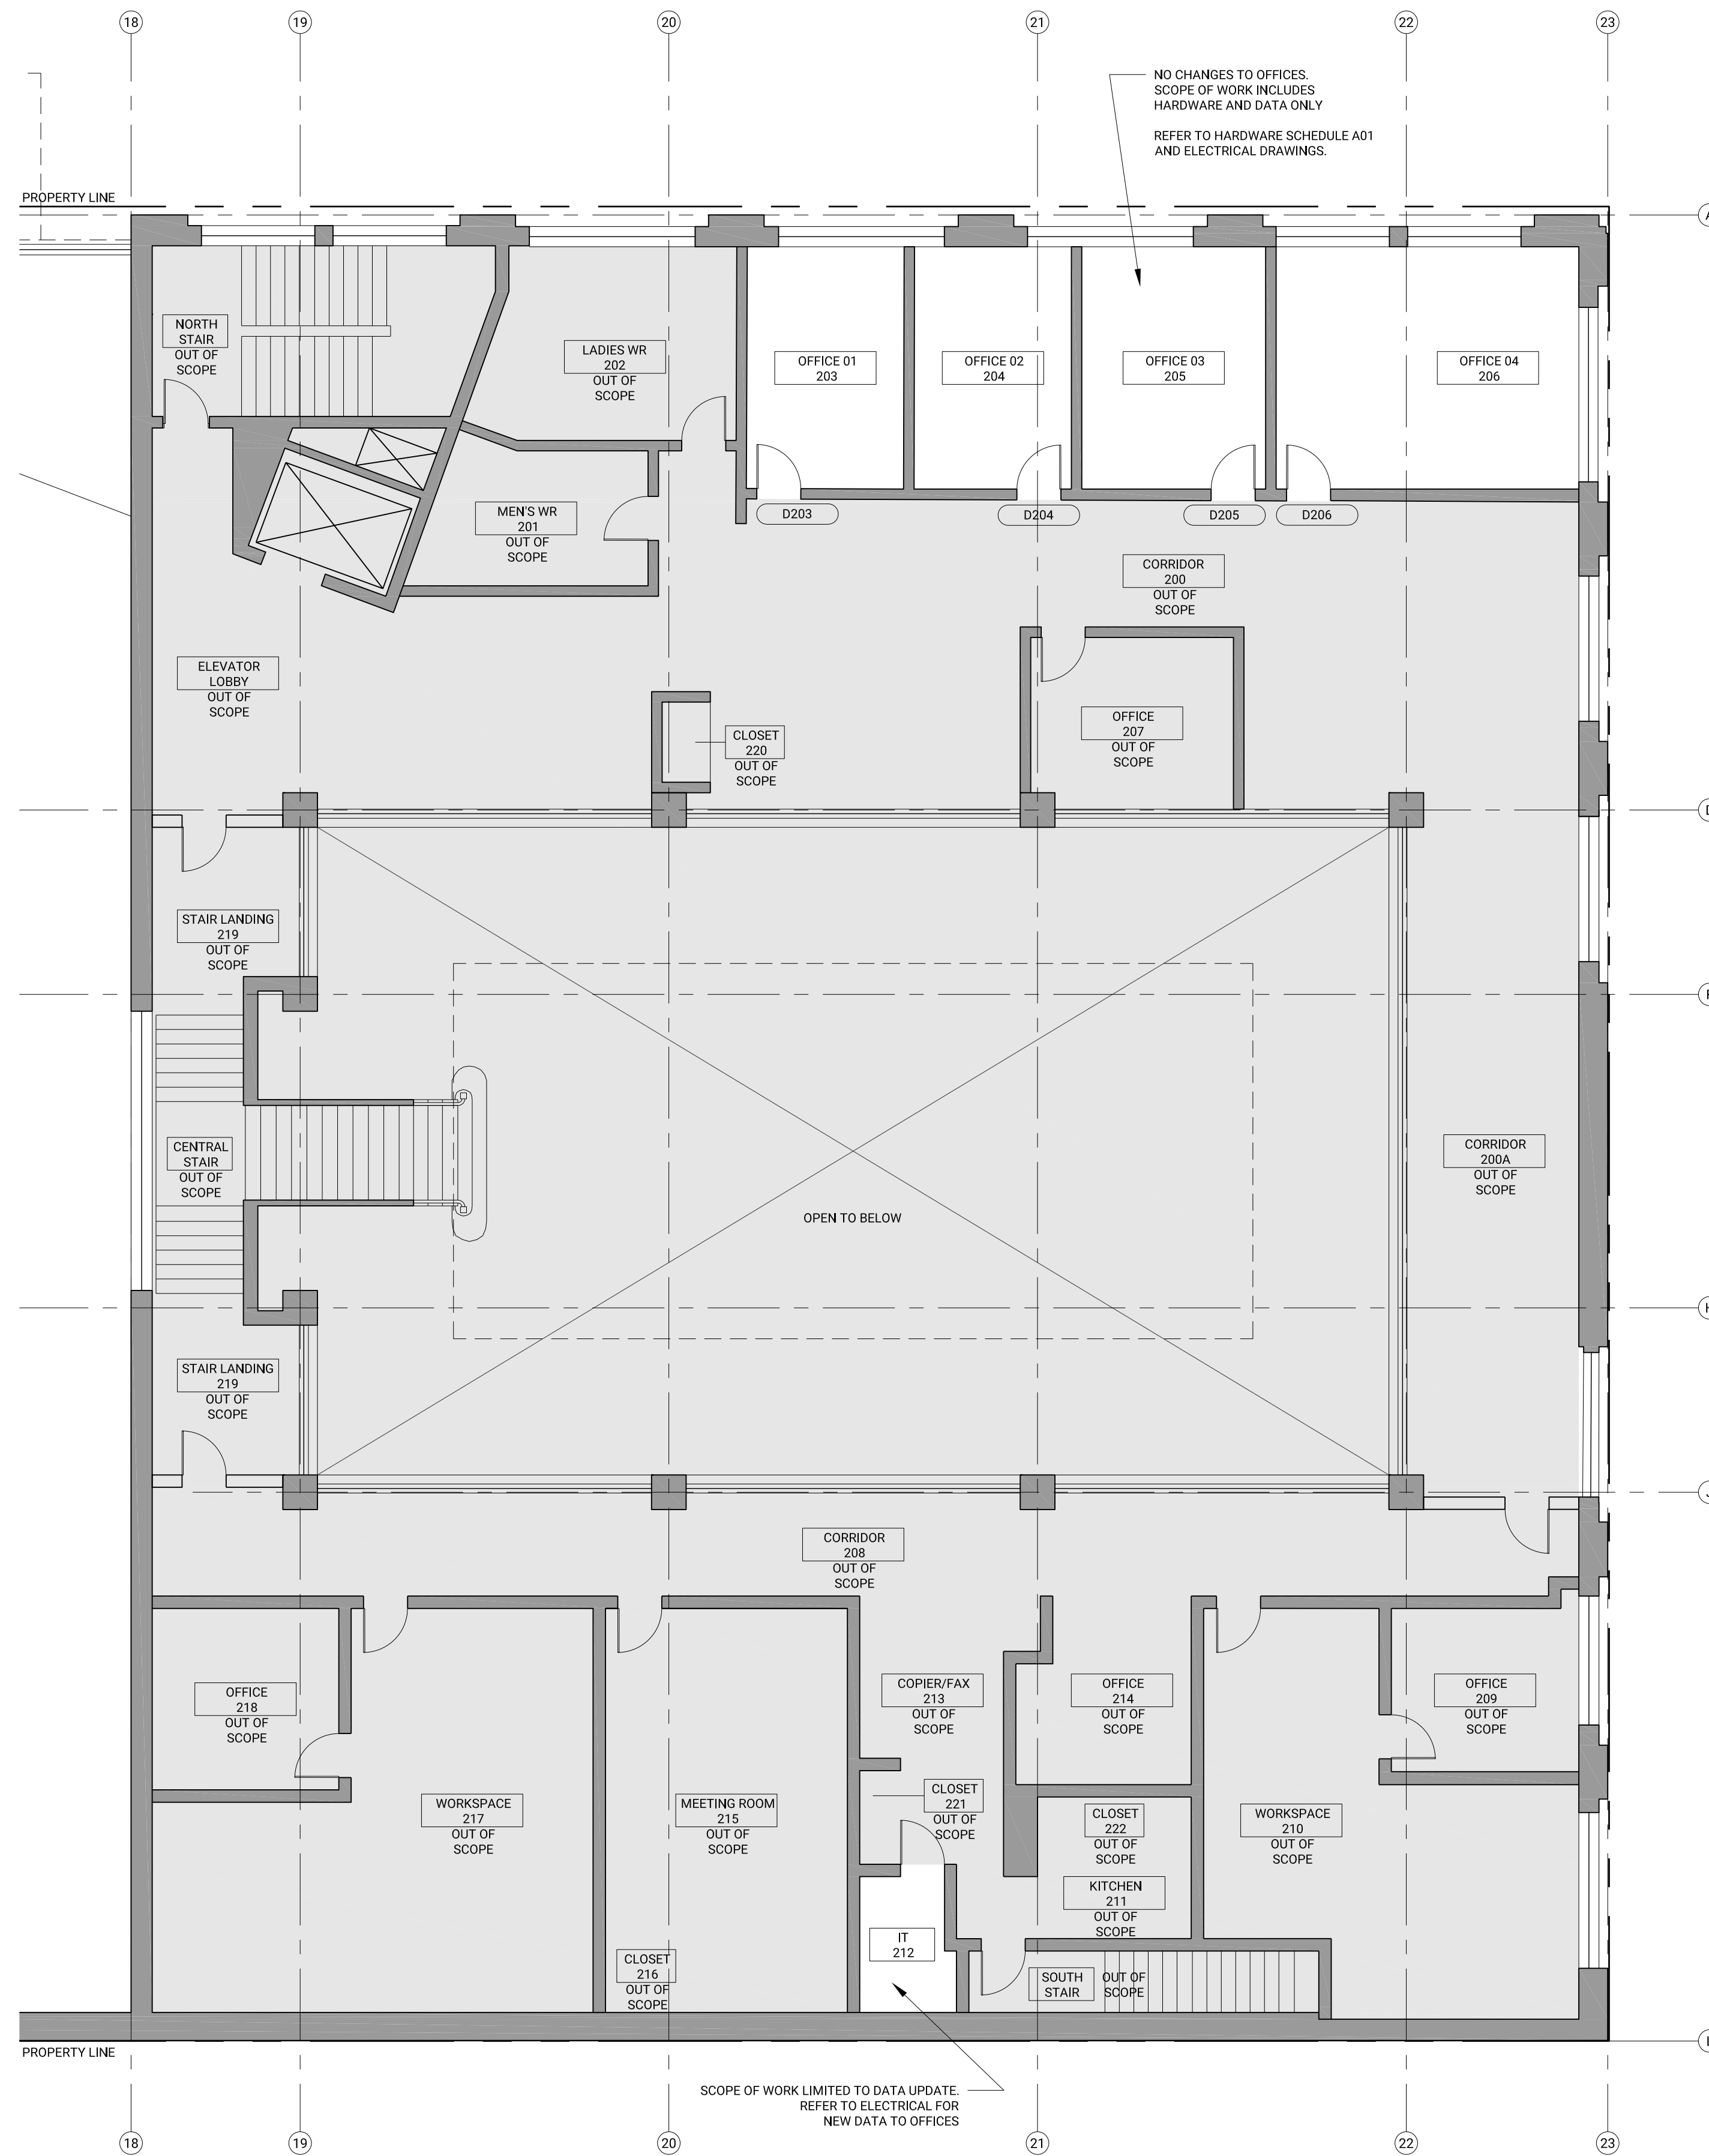 18 19 20 21 22 23
NO CHANGES TO OFFICES.
SCOPE OF WORK INCLUDES
HARDWARE AND DATA ONLY
REFER TO HARDWARE SCHEDULE A01
AND ELECTRICAL DRAWINGS.
PROPERTY LINE
A
NORTH
STAIR
OUT OF
SCOPE
LADIES WR
202
OUT OF
SCOPE
OFFICE 01
203
OFFICE 02
204
OFFICE 03
205
OFFICE 04
206
MEN'S WR
201
OUT OF
SCOPE
D203
D204
D205
D206
CORRIDOR
200
OUT OF
SCOPE
ELEVATOR
LOBBY
OUT OF
SCOPE
CLOSET
220
OUT OF
SCOPE
OFFICE
207
OUT OF
SCOPE
STAIR LANDING
219
OUT OF
SCOPE
CENTRAL
STAIR
OUT OF
SCOPE
OPEN TO BELOW
CORRIDOR
200A
OUT OF
SCOPE
H
STAIR LANDING
219
OUT OF
SCOPE
J
CORRIDOR
208
OUT OF
SCOPE
OFFICE
218
OUT OF
SCOPE
COPIER/FAX
213
OUT OF
SCOPE
OFFICE
214
OUT OF
SCOPE
OFFICE
209
OUT OF
SCOPE
WORKSPACE
217
OUT OF
SCOPE
MEETING ROOM
215
OUT OF
SCOPE
CLOSET
221
OUT OF
SCOPE
CLOSET
222
OUT OF
SCOPE
WORKSPACE
210
OUT OF
SCOPE
KITCHEN
211
OUT OF
SCOPE
IT
212
CLOSET
216
OUT OF
SCOPE
SOUTH
STAIR
OUT OF
SCOPE
PROPERTY LINE
SCOPE OF WORK LIMITED TO DATA UPDATE.
REFER TO ELECTRICAL FOR
NEW DATA TO OFFICES
18 19 20 21 22 23